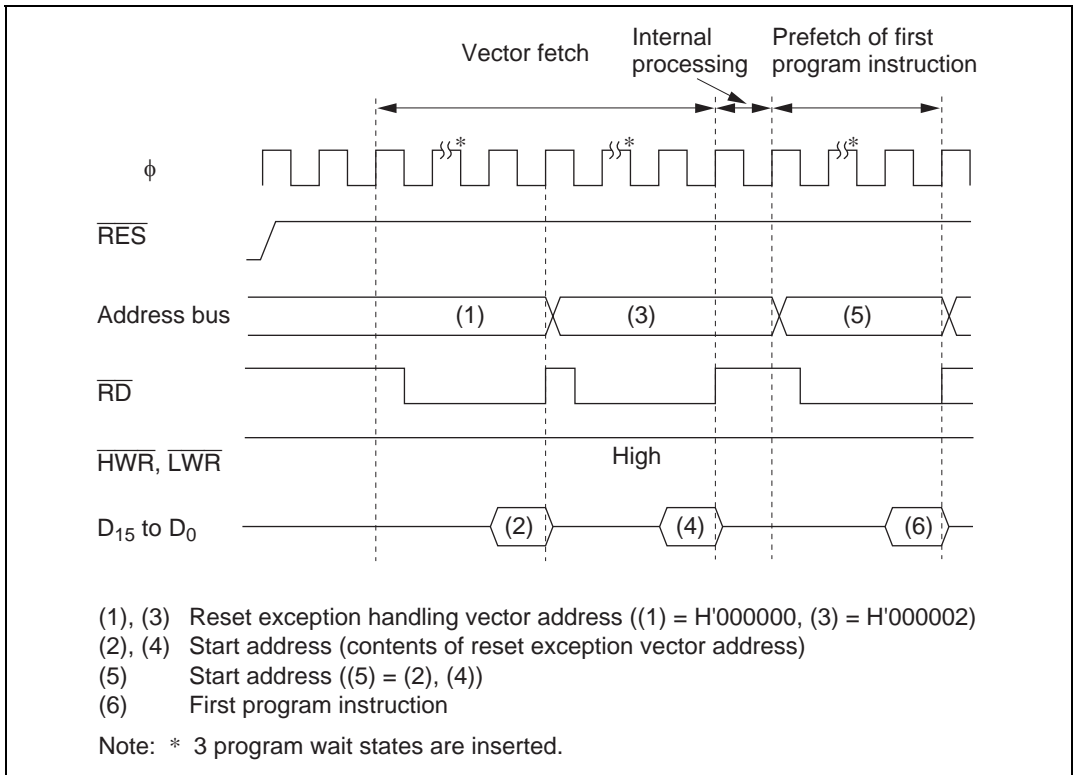 Vector fetch
Internal processing
Prefetch of first program instruction
φ
*
*
*
RES
Address bus
(1)
(3)
(5)
RD
HWR, LWR
High
D15 to D0
(2)
(4)
(6)
(1), (3) Reset exception handling vector address ((1) = H'000000, (3) = H'000002)
(2), (4) Start address (contents of reset exception vector address)
(5) Start address ((5) = (2), (4))
(6) First program instruction
Note: * 3 program wait states are inserted.